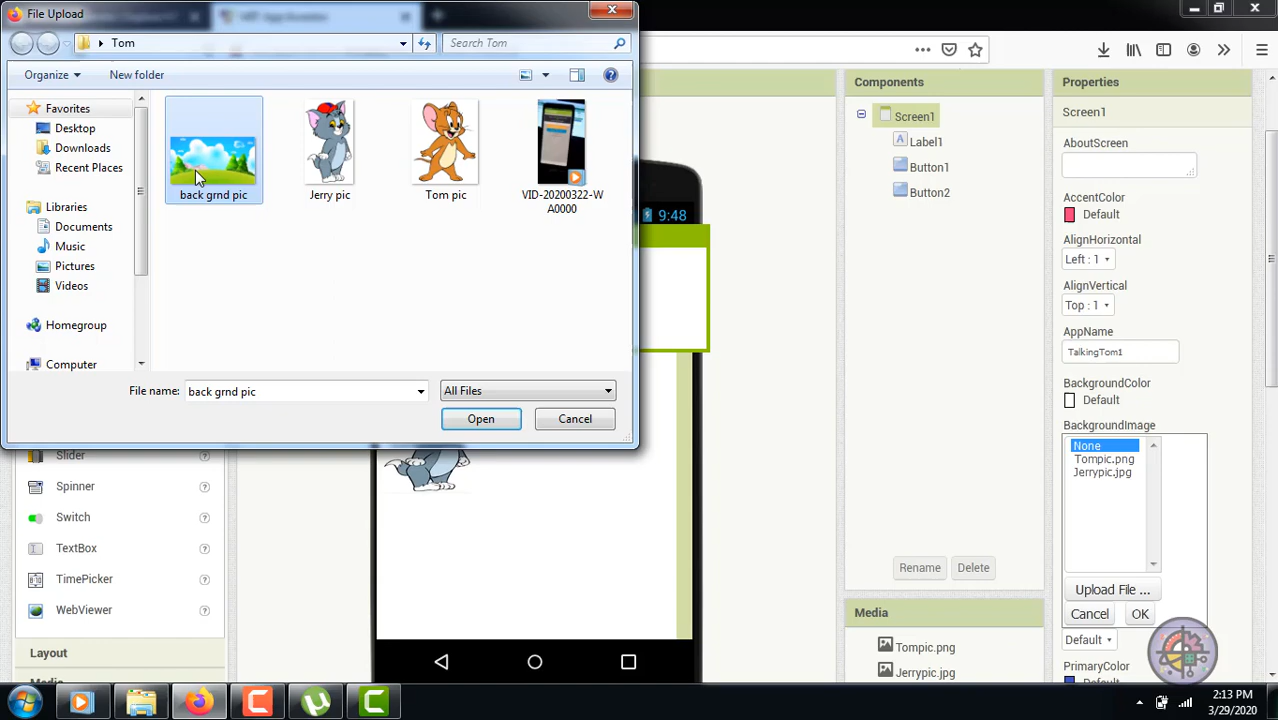 File Upload
Tom
Search Tom
Organize
New folder
Favorites
Desktop
Downloads
Recent Places
Libraries
Documents
Music
Pictures
Videos
Homegroup
Computer
back grnd pic
Jerry pic
Tom pic
VID-20200322-WA0000
File name:
back grnd pic
All Files
Open
Cancel
Slider
Spinner
Switch
TextBox
TimePicker
WebViewer
Layout
9:48
Components
Screen1
Label1
Button1
Button2
Rename
Delete
Media
Tompic.png
Jerrypic.jpg
Properties
Screen1
AboutScreen
AccentColor
Default
AlignHorizontal
Left : 1
AlignVertical
Top : 1
AppName
TalkingTom1
BackgroundColor
Default
BackgroundImage
None
Tompic.png
Jerrypic.jpg
Upload File ...
Cancel
OK
Default
PrimaryColor
Default
2:13 PM
3/29/2020